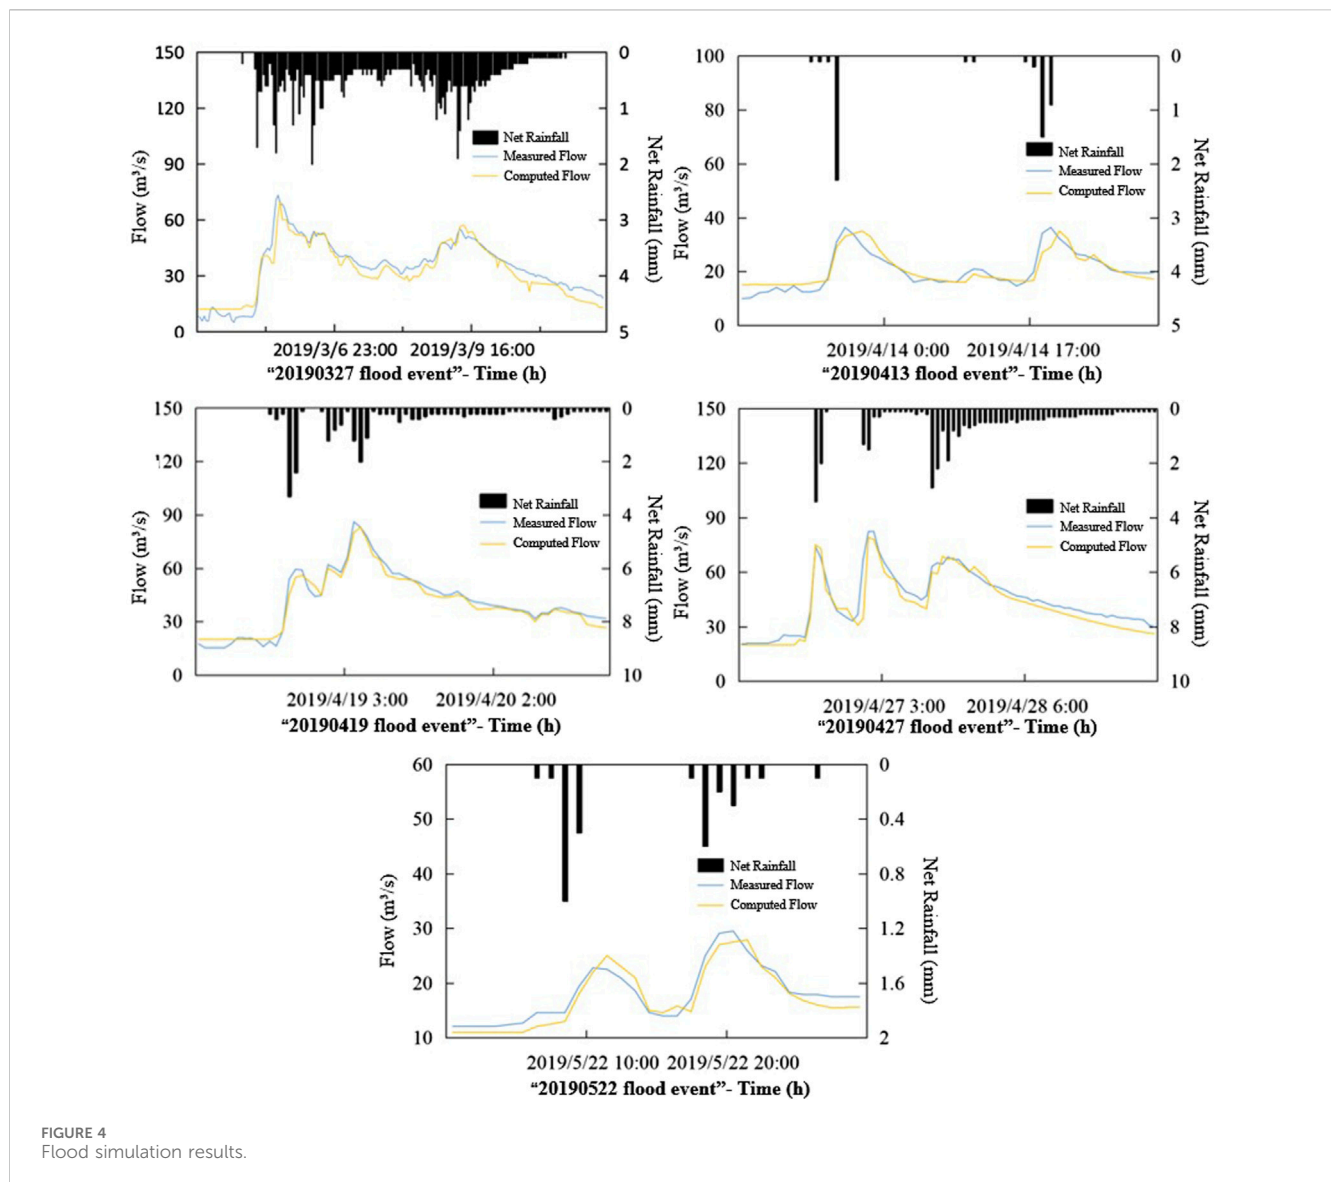 150
120
90
60
30
0
Flow (m³/s)
0
1
2
3
4
5
Net Rainfall (mm)
Net Rainfall
Measured Flow
Computed Flow
2019/3/6 23:00 2019/3/9 16:00
“20190327 flood event”- Time (h)
100
80
60
40
20
0
Flow (m³/s)
0
1
2
3
4
5
Net Rainfall (mm)
Net Rainfall
Measured Flow
Computed Flow
2019/4/14 0:00 2019/4/14 17:00
“20190413 flood event”- Time (h)
150
120
90
60
30
0
Flow (m³/s)
0
2
4
6
8
10
Net Rainfall (mm)
Net Rainfall
Measured Flow
Computed Flow
2019/4/19 3:00 2019/4/20 2:00
“20190419 flood event”- Time (h)
150
120
90
60
30
0
Flow (m³/s)
0
2
4
6
8
10
Net Rainfall (mm)
Net Rainfall
Measured Flow
Computed Flow
2019/4/27 3:00 2019/4/28 6:00
“20190427 flood event”- Time (h)
60
50
40
30
20
10
Flow (m³/s)
0
0.4
0.8
1.2
1.6
2
Net Rainfall (mm)
Net Rainfall
Measured Flow
Computed Flow
2019/5/22 10:00 2019/5/22 20:00
“20190522 flood event”- Time (h)
FIGURE 4
Flood simulation results.